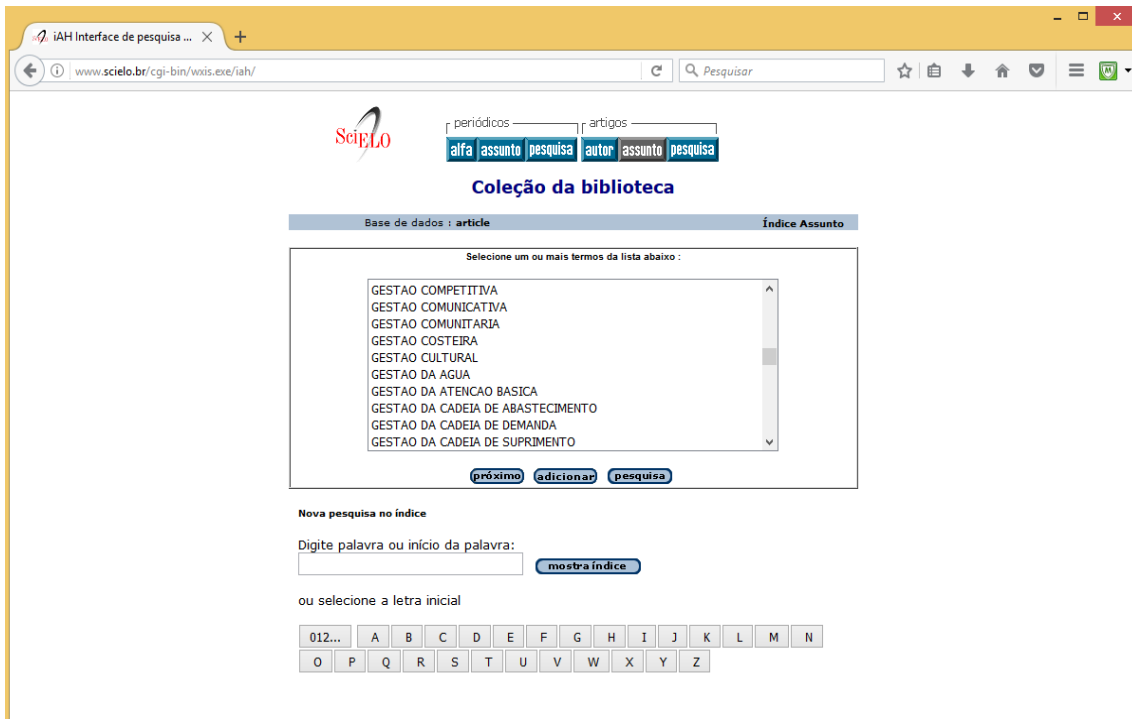 iAH Interface de pesquisa ...
www.scielo.br/cgi-bin/wxis.exe/iah/
Pesquisar
SciELO
periódicos
artigos
alfa assunto pesquisa autor assunto pesquisa
Coleção da biblioteca
Base de dados : article
Índice Assunto
Selecione um ou mais termos da lista abaixo :
GESTAO COMPETITIVA
GESTAO COMUNICATIVA
GESTAO COMUNITARIA
GESTAO COSTEIRA
GESTAO CULTURAL
GESTAO DA AGUA
GESTAO DA ATENCAO BASICA
GESTAO DA CADEIA DE ABASTECIMENTO
GESTAO DA CADEIA DE DEMANDA
GESTAO DA CADEIA DE SUPRIMENTO
próximo adicionar pesquisa
Nova pesquisa no índice
Digite palavra ou início da palavra:
mostra índice
ou selecione a letra inicial
012... A B C D E F G H I J K L M N
O P Q R S T U V W X Y Z